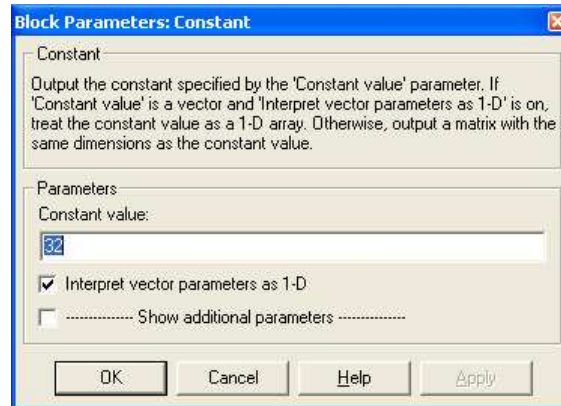 Block Parameters: Constant
Constant
Output the constant specified by the 'Constant value' parameter. If
'Constant value' is a vector and 'Interpret vector parameters as 1-D' is on,
treat the constant value as a 1-D array. Otherwise, output a matrix with the
same dimensions as the constant value.
Parameters
Constant value:
32
Interpret vector parameters as 1-D
-------------- Show additional parameters --------------
OK Cancel Help Apply